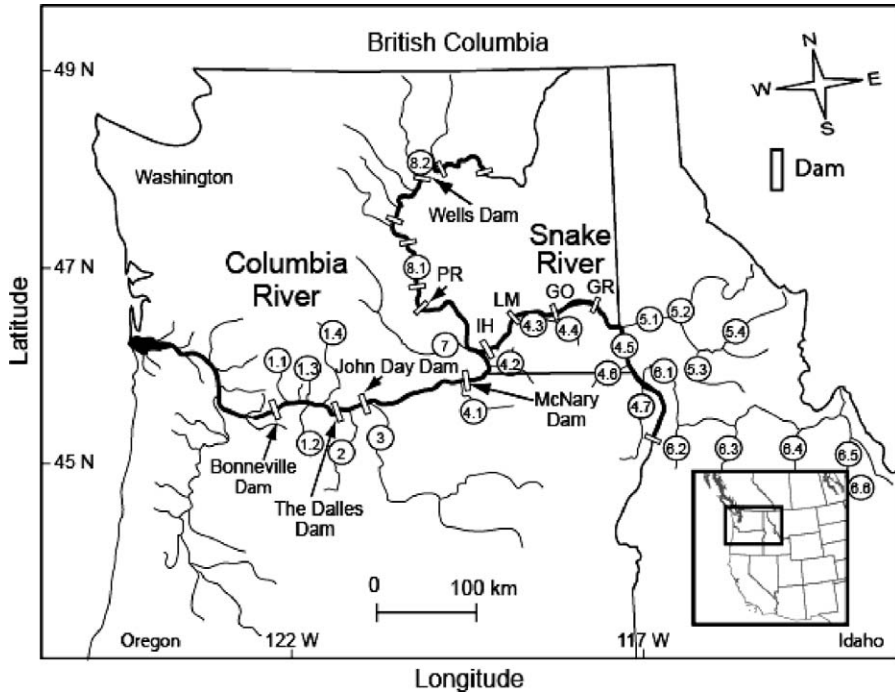 British Columbia
49 N
N
W
E
S
Dam
8.2
Washington
Wells Dam
Snake
River
47 N
Columbia
River
8.1
PR
LM
GO
GR
IH
4.3
4.4
5.1
5.2
5.4
1.4
1.1
1.3
John Day Dam
7
4.2
4.5
4.6
6.1
5.3
4.1
McNary
Dam
4.7
Latitude
45 N
Bonneville
Dam
1.2
2
3
The Dalles
Dam
6.2
6.3
6.4
6.5
6.6
0
100 km
Oregon
122 W
117 W
Idaho
Longitude